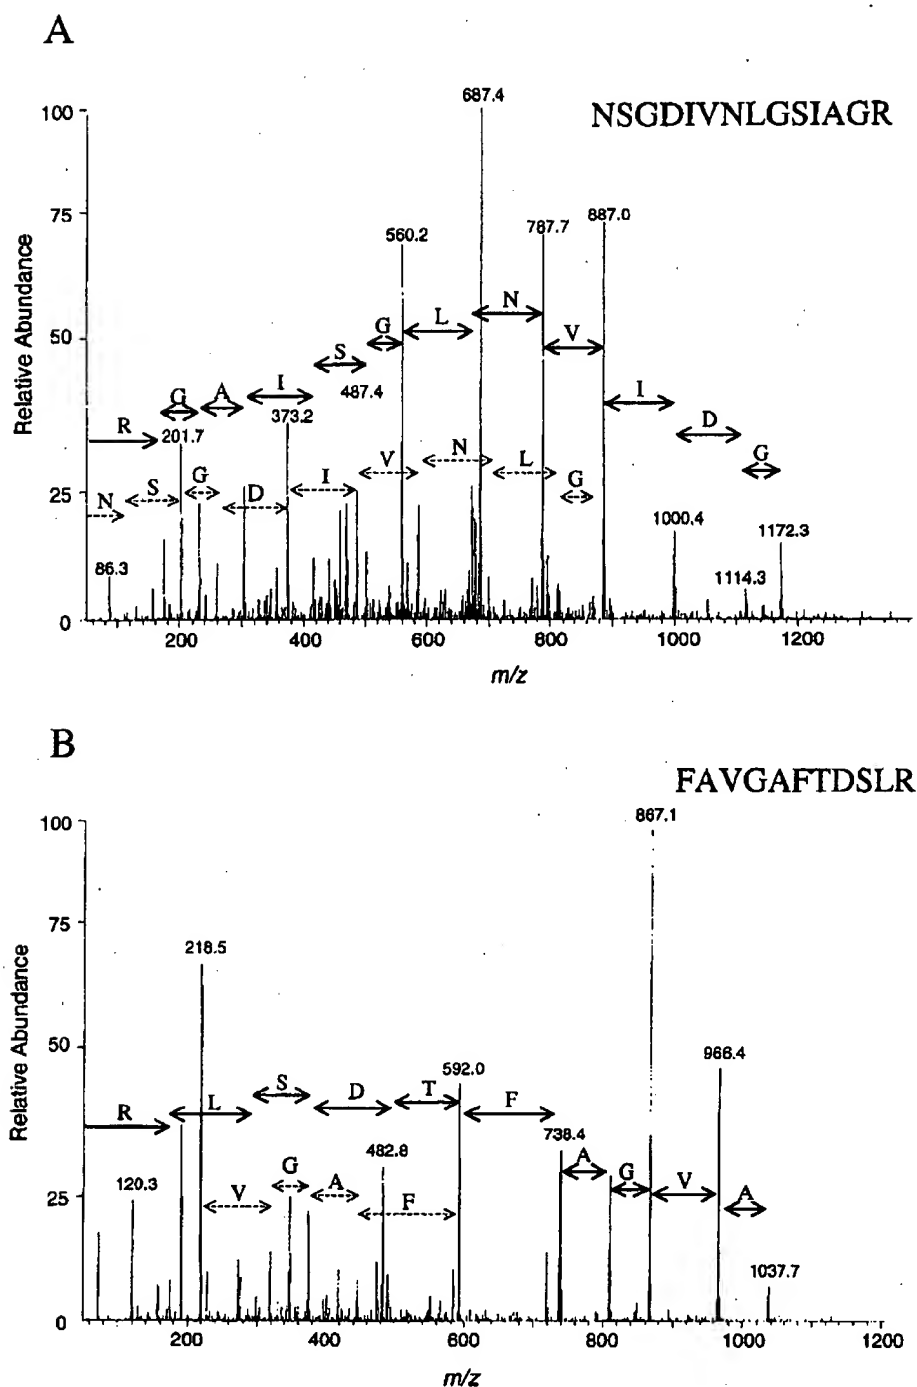 A
NSGDIVNLGSIAGR
687.4
100
75
50
25
0
Relative Abundance
560.2
787.7
887.0
N
L
G
V
S
487.4
I
I
A
G
373.2
D
R
201.7
G
V
N
L
G
I
D
G
S
N
86.3
1000.4
1172.3
1114.3
200
400
600
800
1000
1200
m/z
B
FAVGAFTDSLR
867.1
100
75
50
25
0
Relative Abundance
218.5
966.4
592.0
R
L
S
D
T
F
738.4
A
G
V
A
482.8
120.3
V
G
A
F
1037.7
200
400
600
800
1000
1200
m/z